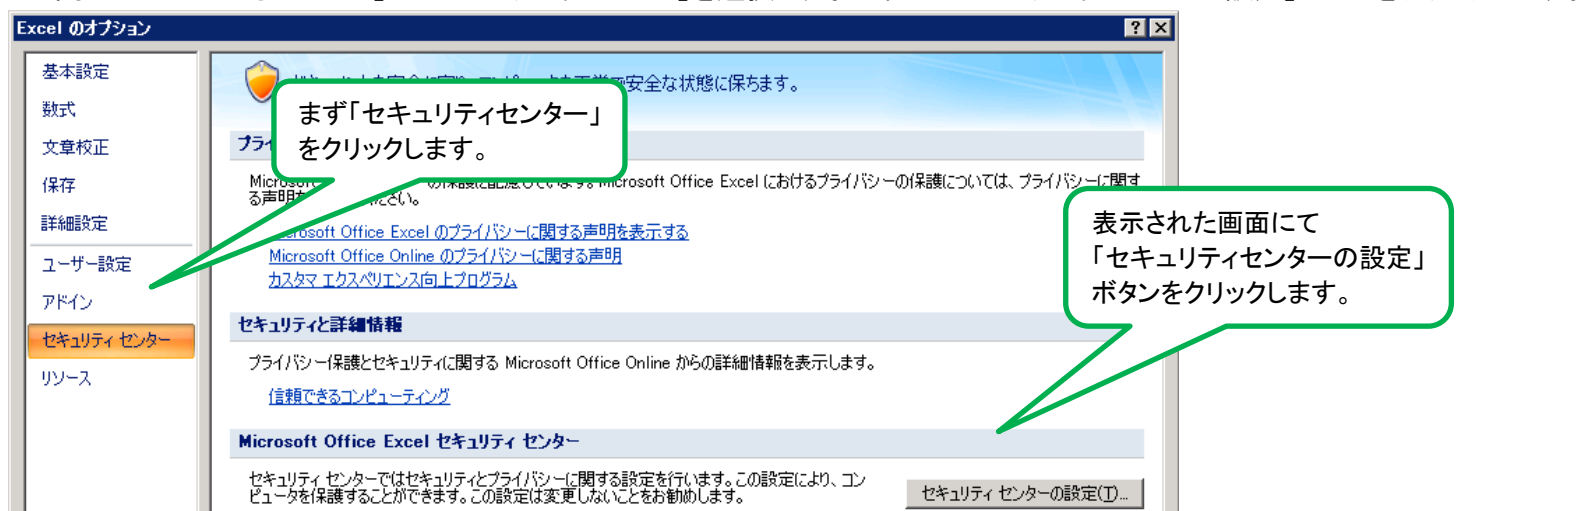 Excel のオプション
基本設定
数式
文章校正
保存
詳細設定
ユーザー設定
アドイン
セキュリティ センター
リソース
安全な状態に保ちます。
まず「セキュリティセンター」
をクリックします。
プライ
Microsoft Office Excel におけるプライバシーの保護については、プライバシーに関す
る声明
ださい。
Microsoft Office Excel のプライバシーに関する声明を表示する
Microsoft Office Online のプライバシーに関する声明
カスタマ エクスペリエンス向上プログラム
表示された画面にて
「セキュリティセンターの設定」
ボタンをクリックします。
セキュリティと詳細情報
プライバシー保護とセキュリティに関する Microsoft Office Online からの詳細情報を表示します。
信頼できるコンピューティング
Microsoft Office Excel セキュリティ センター
セキュリティ センターではセキュリティとプライバシーに関する設定を行います。この設定により、コン
ピュータを保護することができます。この設定は変更しないことをお勧めします。
セキュリティ センターの設定(T)...